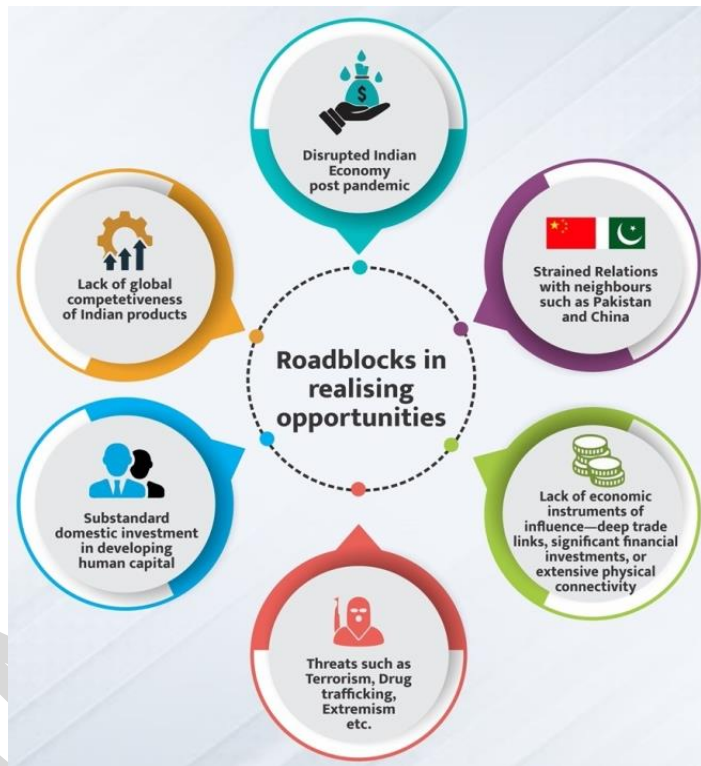 Disrupted Indian
Economy
post pandemic
Strained Relations
with neighbours
such as Pakistan
and China
Lack of economic
instruments of
influence—deep trade
links, significant financial
investments, or
extensive physical
connectivity
Threats such as
Terrorism, Drug
trafficking,
Extremism
etc.
Substandard
domestic investment
in developing
human capital
Lack of global
competetiveness
of Indian products
Roadblocks in
realising
opportunities